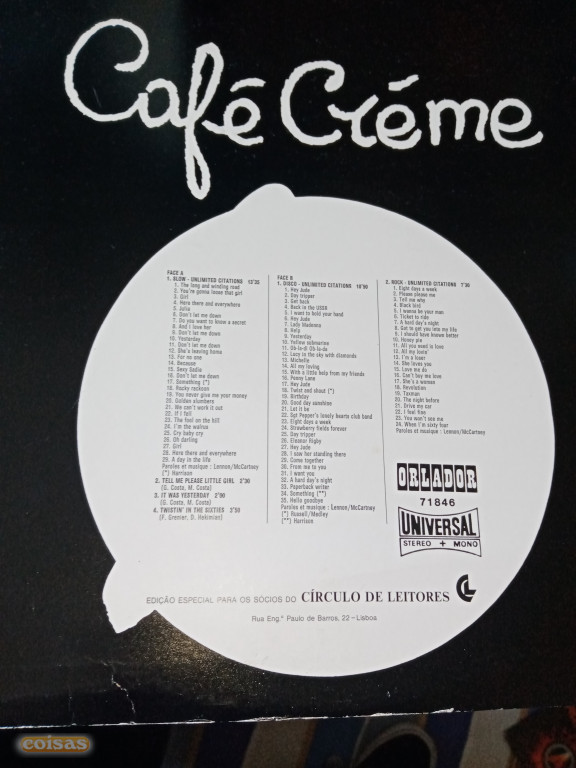 Café Créme
FACE A
1. SLOW - UNLIMITED CITATIONS
1. The long and winding road
2. You're gonna loose that girl
3. Girl
4. Here there and everywhere
5. Julia
6. Don't let me down
7. Do you want to know a secret
8. And I love her
9. Don't let me down
10. Yesterday
11. Don't let me down
12. She's leaving home
13. For no one
14. Because
15. Sexy Sadie
16. Don't let me down
17. Something (*)
18. Rocky racoon
19. You never give me your money
20. Golden slumbers
21. We can't work it out
22. If I fell
23. The fool on the hill
24. I'm the walrus
25. Cry baby cry
26. Oh darling
27. Girl
28. Here there and everywhere
29. A day in the life
Paroles et musique : Lennon/McCartney
(*) Harrison
2. TELL ME PLEASE LITTLE GIRL 2'30
(G. Costa, M. Costa)
3. IT WAS YESTERDAY
(G. Costa, M. Costa)
4. TWISTIN' IN THE SIXTIES
(F. Grenier, D. Hekimian)
FACE B
1. DISCO - UNLIMITED CITATIONS
1. Hey Jude
2. Day tripper
3. Get back
4. Back in the USSR
5. I want to hold your hand
6. Hey Jude
7. Lady Madonna
8. Help
9. Yesterday
10. Yellow submarine
11. Ob-la-di Ob-la-da
12. Lucy in the sky with diamonds
13. Michelle
14. All my loving
15. With a little help from my friends
16. Penny Lane
17. Hey Jude
18. Twist and shout (*)
19. Birthday
20. Good day sunshine
21. Let it be
22. Sgt Pepper's lonely hearts club band
23. Eight days a week
24. Strawberry fields forever
25. Day tripper
26. Eleanor Rigby
27. Hey Jude
28. I saw her standing there
29. Come together
30. From me to you
31. I want you
32. A hard day's night
33. Paperback writer
34. Something (**)
35. Hello goodbye
Paroles et musique : Lennon/McCartney
(*) Russell/Medley
(**) Harrison
2. ROCK - UNLIMITED CITATIONS
1. Eight days a week
2. Please please me
3. Tell me why
4. Black bird
5. I wanna be your man
6. Ticket to ride
7. A hard day's night
8. Got to get you into my life
9. I should have known better
10. Honey pie
11. All you need is love
12. All my lovin'
13. I'm a loser
14. She loves you
15. Love me do
16. Can't buy me love
17. She's a woman
18. Revolution
19. Taxman
20. The night before
21. Drive my car
22. I feel fine
23. You won't see me
24. When I'm sixty four
Paroles et musique : Lennon/McCartney
ORLADOR
71846
UNIVERSAL
STEREO + MONO
EDIÇÃO ESPECIAL PARA OS SÓCIOS DO CÍRCULO DE LEITORES CL
Rua Eng.º Paulo de Barros, 22 – Lisboa
coisas